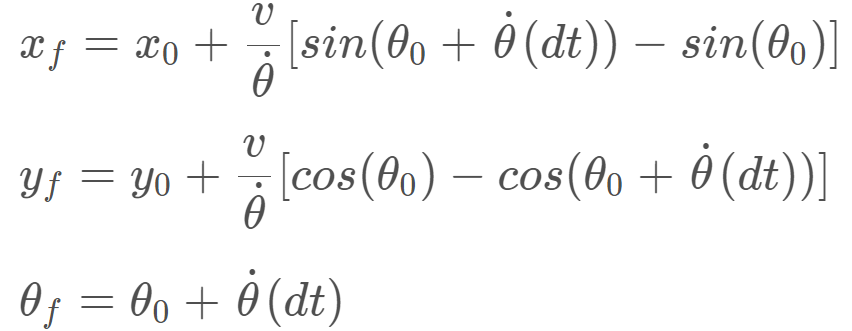 x_f = x_0 + \frac{v}{\dot{\theta}}[sin(\theta_0 + \dot{\theta}(dt)) - sin(\theta_0)]
y_f = y_0 + \frac{v}{\dot{\theta}}[cos(\theta_0) - cos(\theta_0 + \dot{\theta}(dt))]
\theta_f = \theta_0 + \dot{\theta}(dt)